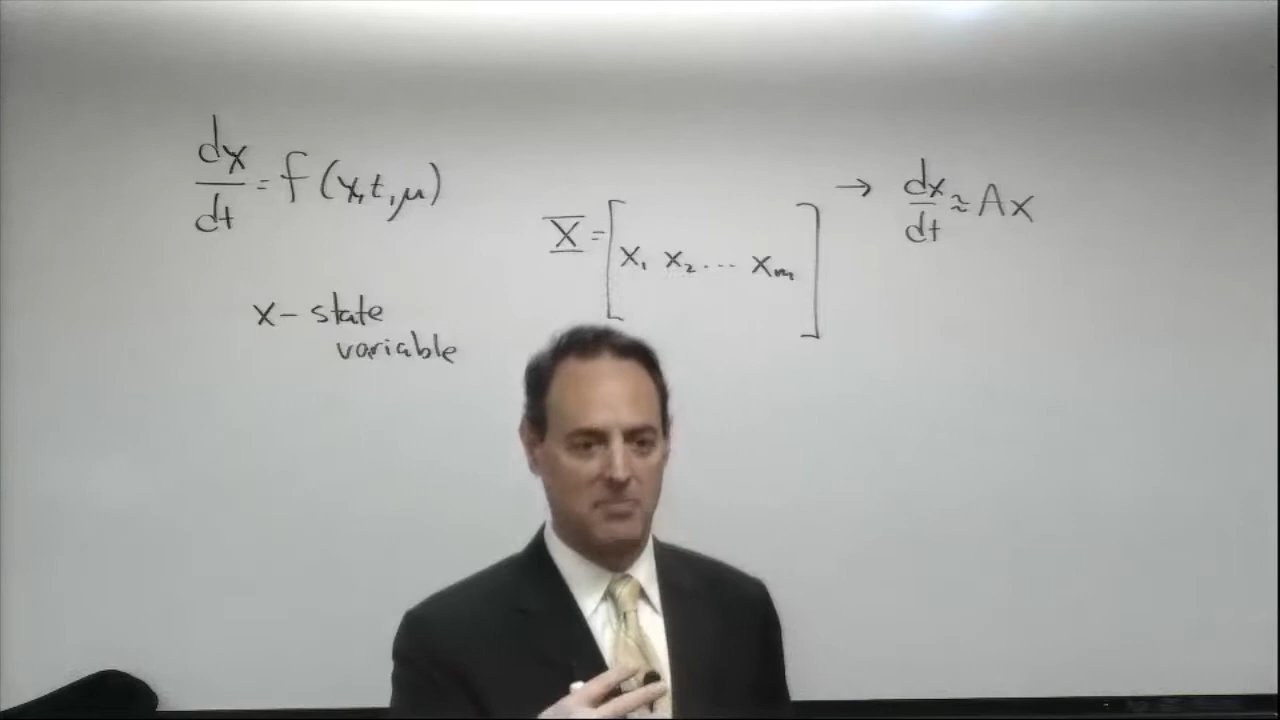 dx/dt = f(x, t, μ)
x – state
variable
X = [x₁ x₂ ... xₘ]
→ dx/dt ≈ Ax